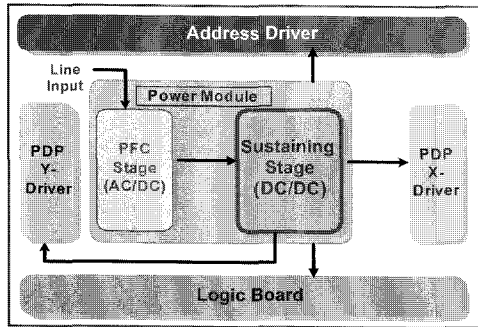 Address Driver
Line
Input
Power Module
PDP
Y-
Driver
PFC
Stage
(AC/DC)
Sustaining
Stage
(DC/DC)
PDP
X-
Driver
Logic Board